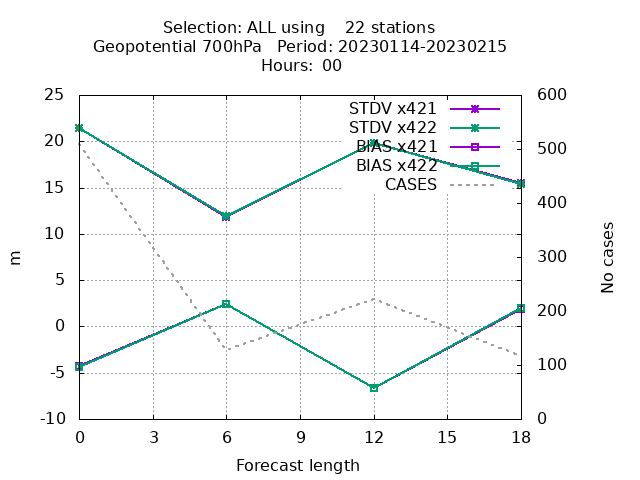 Selection: ALL using    22 stations
Geopotential 700hPa   Period: 20230114-20230215
Hours: 00
25
20
15
10
5
0
-5
-10
m
STDV x421
STDV x422
BIAS x421
BIAS x422
CASES
600
500
400
300
200
100
0
No cases
0 3 6 9 12 15 18
Forecast length